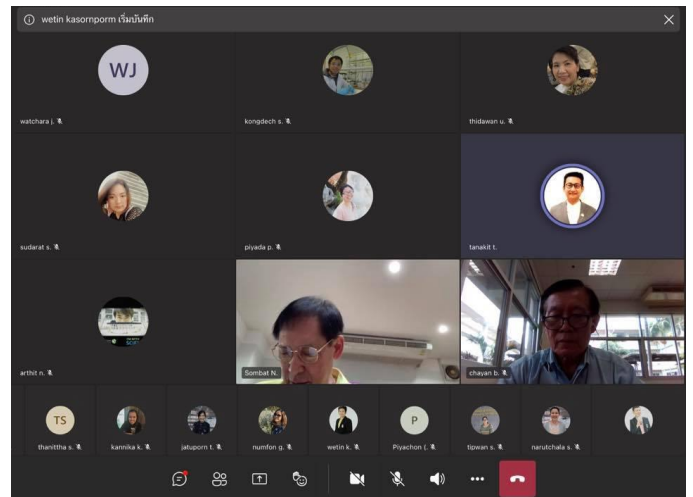 wetin kasornporm เริ่มบันทึก
WJ
watchara j.
kongdech s.
thidawan u.
sudarat s.
piyada p.
tanakit t.
arthit n.
Sombat N.
chayan b.
TS
P
thanittha s.
kannika k.
jatuporn t.
numfon g.
wetin k.
Piyachon (.
tipwan s.
narutchala s.